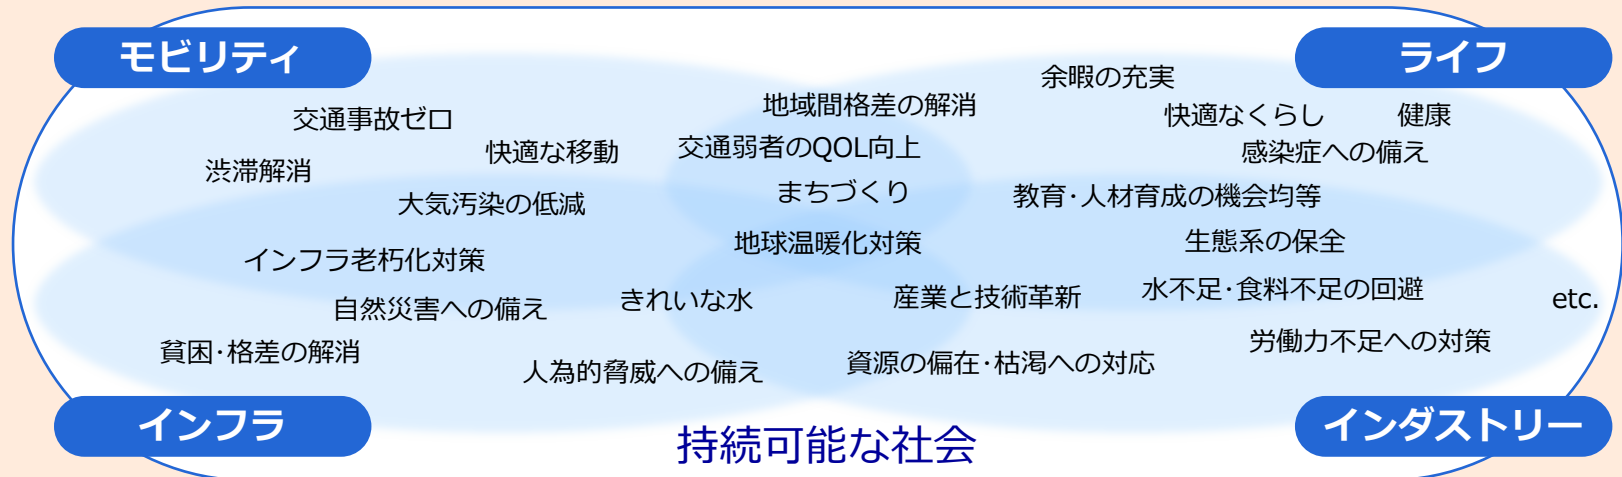 モビリティ
ライフ
余暇の充実
地域間格差の解消
交通事故ゼロ
快適なくらし
健康
快適な移動
交通弱者のQOL向上
感染症への備え
渋滞解消
大気汚染の低減
まちづくり
教育･人材育成の機会均等
地球温暖化対策
生態系の保全
インフラ老朽化対策
自然災害への備え
きれいな水
産業と技術革新
水不足･食料不足の回避
etc.
貧困･格差の解消
人為的脅威への備え
資源の偏在･枯渇への対応
労働力不足への対策
インフラ
インダストリー
持続可能な社会